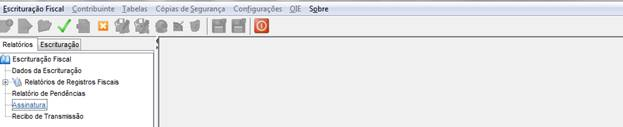 Escrituração Fiscal Contribuinte Tabelas Cópias de Segurança Configurações OIE Sobre
Relatórios Escrituração
Escrituração Fiscal
Dados da Escrituração
Relatórios de Registros Fiscais
Relatório de Pendências
Assinatura
Recibo de Transmissão